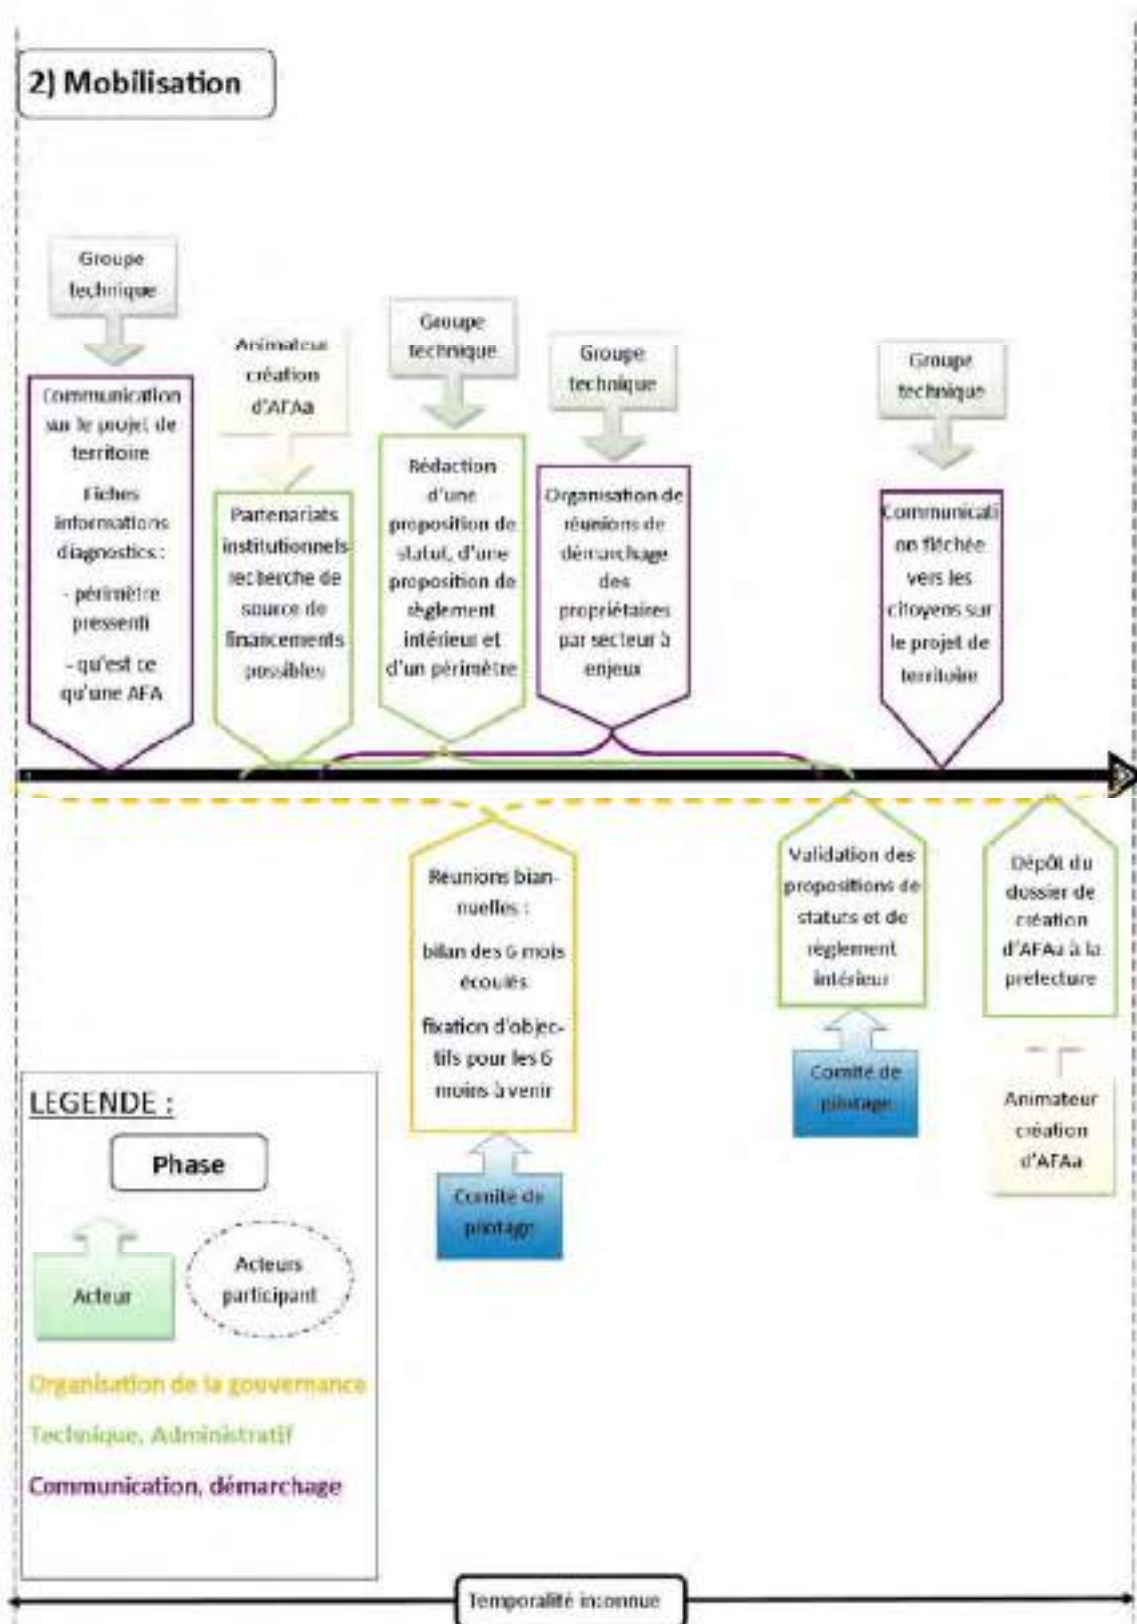 2) Mobilisation
Groupe
technique
Communication
sur le projet de
territoire
Fiches
informations
diagnostics :
- périmètre
pressenti
- qu'est ce
qu'une AFA
Animateur
création
d'AFAa
Partenariats
institutionnels
recherche de
source de
financements
possibles
Groupe
technique
Rédaction
d'une
proposition de
statut, d'une
proposition de
règlement
intérieur et
d'un périmètre
Groupe
technique
Organisation de
réunions de
démarchage
des
propriétaires
par secteur à
enjeux
Groupe
technique
Communicati
on fléchée
vers les
citoyens sur
le projet de
territoire
Réunions bian-
nuelles :
bilan des 6 mois
écoulés
fixation d'objec-
tifs pour les 6
moins à venir
Comité de
pilotage
Validation des
propositions de
statuts et de
règlement
intérieur
Comité de
pilotage
Dépôt du
dossier de
création
d'AFAa à la
préfecture
Animateur
création
d'AFAa
LEGENDE :
Phase
Acteur
Acteurs
participant
Organisation de la gouvernance
Technique, Administratif
Communication, démarchage
Temporalité inconnue